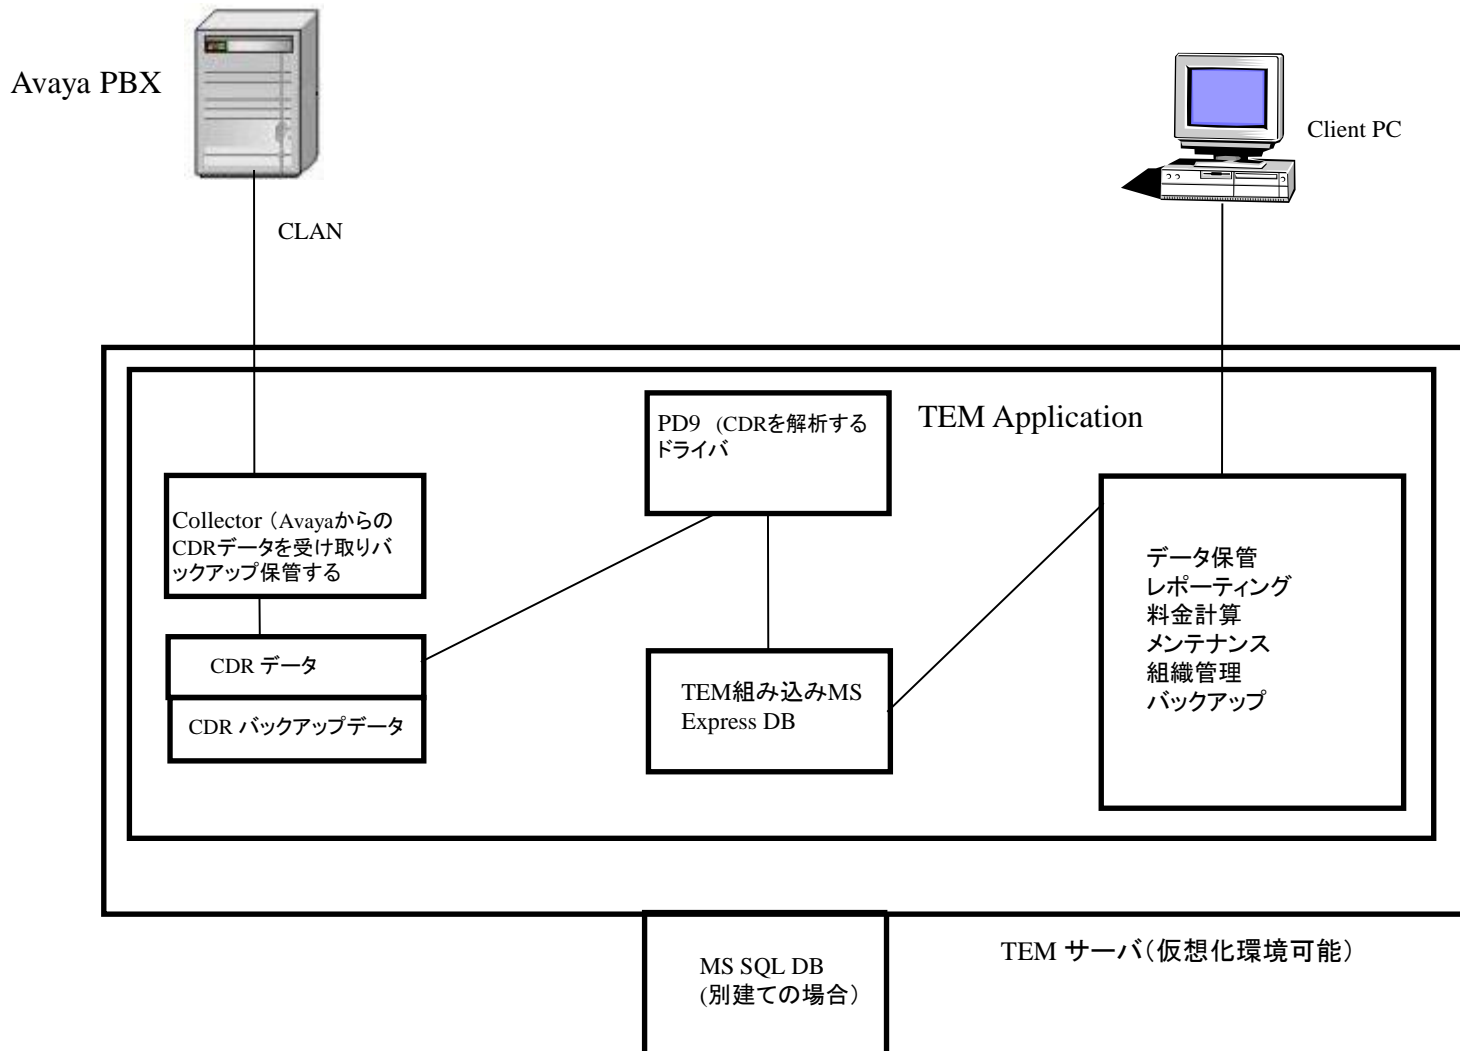 Avaya PBX
Client PC
CLAN
TEM Application
PD9 (CDRを解析する
ドライバ
Collector（Avayaからの
CDRデータを受け取りバ
ックアップ保管する
CDR データ
CDR バックアップデータ
TEM組み込みMS
Express DB
データ保管
レポーティング
料金計算
メンテナンス
組織管理
バックアップ
MS SQL DB
(別建ての場合）
TEM サーバ（仮想化環境可能）